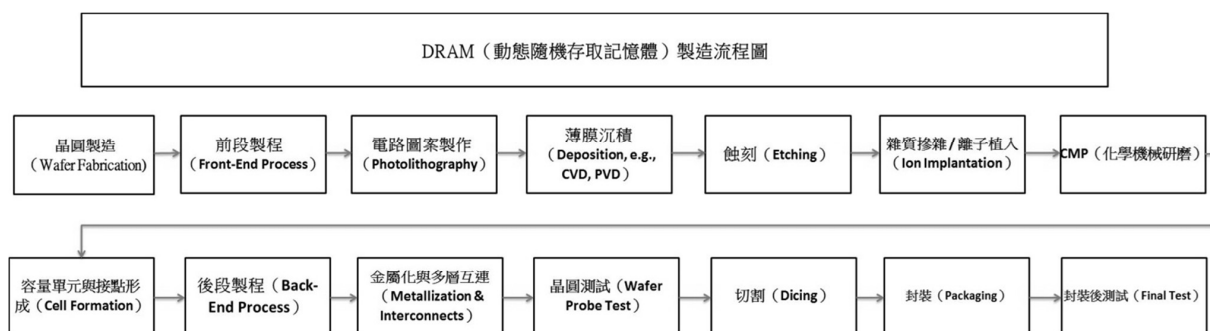 DRAM（動態隨機存取記憶體）製造流程圖
晶圓製造
（Wafer Fabrication)
前段製程
（Front-End Process）
電路圖案製作
（Photolithography）
薄膜沉積
（Deposition, e.g.,
CVD, PVD）
蝕刻（Etching）
雜質摻雜 / 離子植入
（Ion Implantation）
CMP（化學機械研磨）
容量單元與接點形
成（Cell Formation）
後段製程（Back-
End Process）
金屬化與多層互連
（Metallization &
Interconnects）
晶圓測試（Wafer
Probe Test）
切割（Dicing）
封裝（Packaging）
封裝後測試（Final Test）